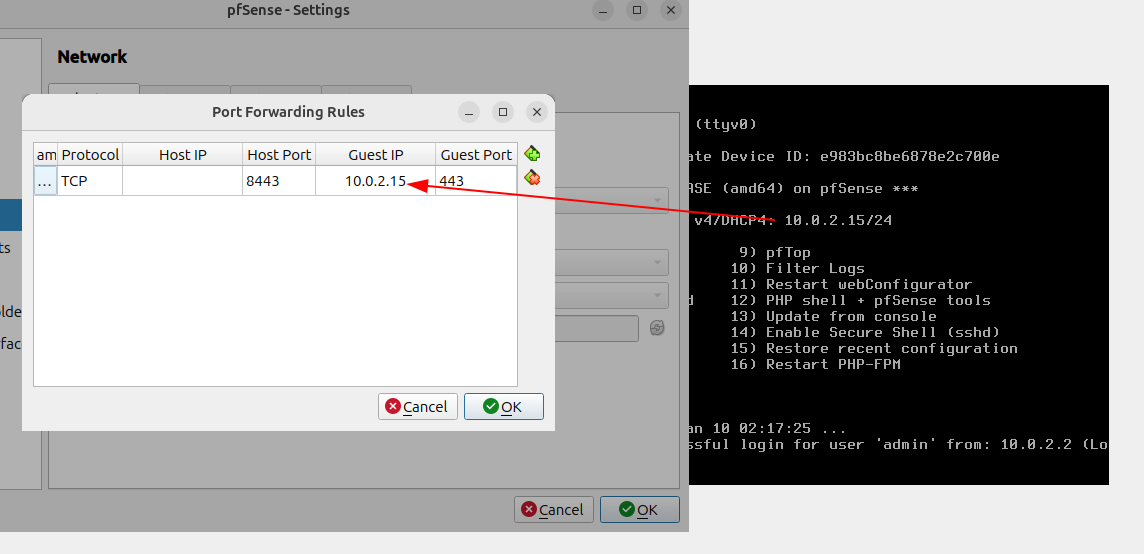 pfSense - Settings
Network
Port Forwarding Rules
am Protocol Host IP Host Port Guest IP Guest Port
... TCP 8443 10.0.2.15 443
Cancel OK
ts
olde
rfac
Cancel OK
(ttyv0)
ate Device ID: e983bc8be6878e2c700e
ASE (amd64) on pfSense ***
v4/DHCP4: 10.0.2.15/24
9) pfTop
10) Filter Logs
11) Restart webConfigurator
d 12) PHP shell + pfSense tools
13) Update from console
14) Enable Secure Shell (sshd)
15) Restore recent configuration
16) Restart PHP-FPM
an 10 02:17:25 ...
ssful login for user 'admin' from: 10.0.2.2 (Lo